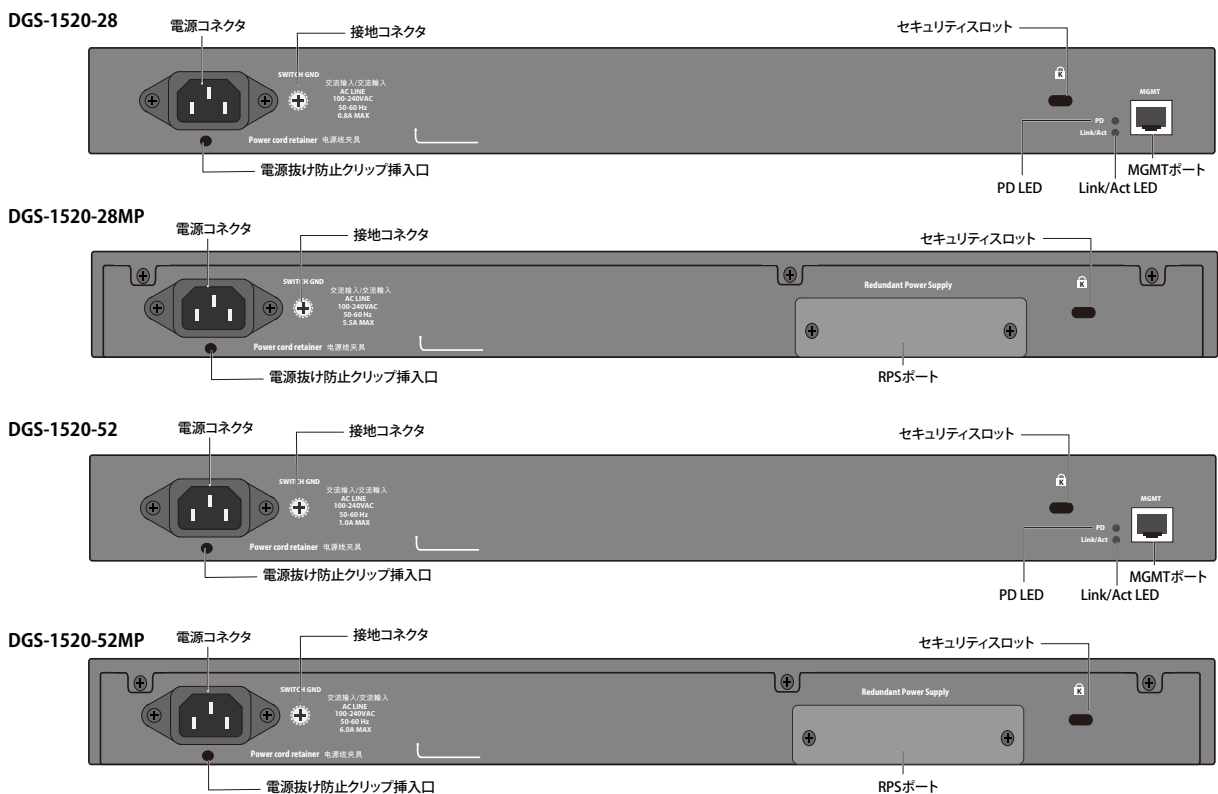 DGS-1520-28
電源コネクタ
接地コネクタ
セキュリティスロット
SWITCH GND
交流输入/交流輸入
AC LINE
100-240VAC
50-60 Hz
0.8A MAX
K
MGMT
PD
Link/Act
Power cord retainer 电源线夹具
電源抜け防止クリップ挿入口
MGMTポート
PD LED
Link/Act LED
DGS-1520-28MP
電源コネクタ
接地コネクタ
セキュリティスロット
SWITCH GND
交流输入/交流輸入
AC LINE
100-240VAC
50-60 Hz
5.5A MAX
Redundant Power Supply
K
Power cord retainer 电源线夹具
電源抜け防止クリップ挿入口
RPSポート
DGS-1520-52
電源コネクタ
接地コネクタ
セキュリティスロット
SWITCH GND
交流输入/交流輸入
AC LINE
100-240VAC
50-60 Hz
1.0A MAX
K
MGMT
PD
Link/Act
Power cord retainer 电源线夹具
電源抜け防止クリップ挿入口
MGMTポート
PD LED
Link/Act LED
DGS-1520-52MP
電源コネクタ
接地コネクタ
セキュリティスロット
SWITCH GND
交流输入/交流輸入
AC LINE
100-240VAC
50-60 Hz
6.0A MAX
Redundant Power Supply
K
Power cord retainer 电源线夹具
電源抜け防止クリップ挿入口
RPSポート